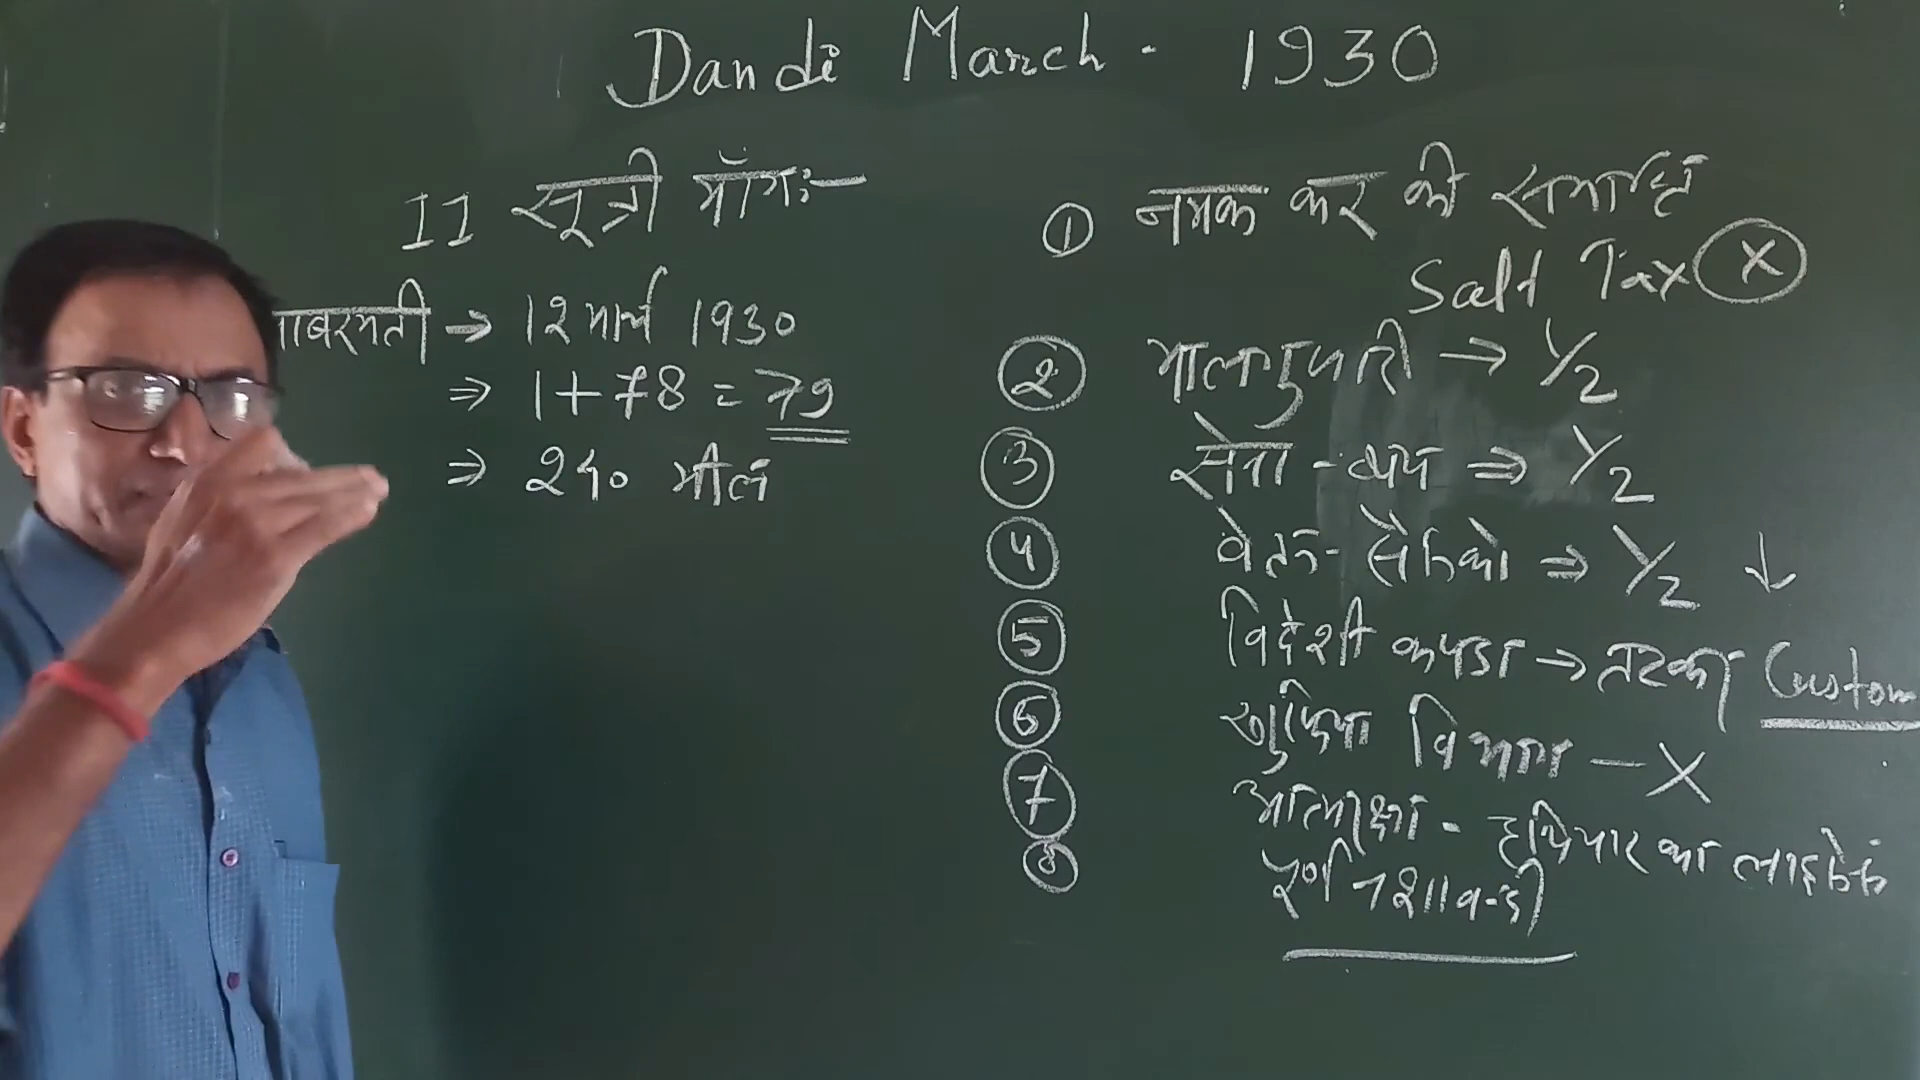 Dandi March - 1930
11 सूत्री माँग:-
साबरमती → 12 मार्च 1930
⇒ 1+78 = 79
⇒ 240 मील
① नमक कर की समाप्ति
Salt Tax X
② मालगुजारी → 1/2
③ सेना - व्यय ⇒ 1/2
④ वेतन - सैनिको ⇒ 1/2 ↓
⑤ विदेशी कपडा → तटकर Custom
⑥ खुफिया विभाग - X
⑦ आत्मरक्षा - हथियार का लाइसेंस
⑧ पूर्ण नशाबन्दी